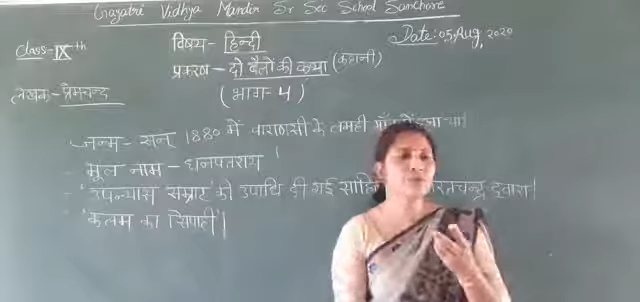 Gayatri Vidhya Mandir Sr Sec School Sanchore
Class-IXth
विषय- हिन्दी
Date: 05, Aug, 2020
प्रकरण- दो बैलों की कथा (कहानी)
लेखक- प्रेमचन्द
(भाग- 4)
जन्म- सन् 1880 में वाराणसी के लमही
मूल नाम- धनपतराय
- 'उपन्यास सम्राट' की उपाधि दी गई द्वारा।
- 'कलम का सिपाही'।